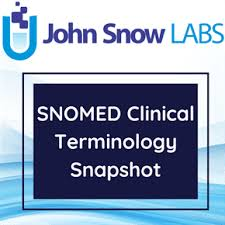 John Snow LABS
SNOMED Clinical
Terminology
Snapshot